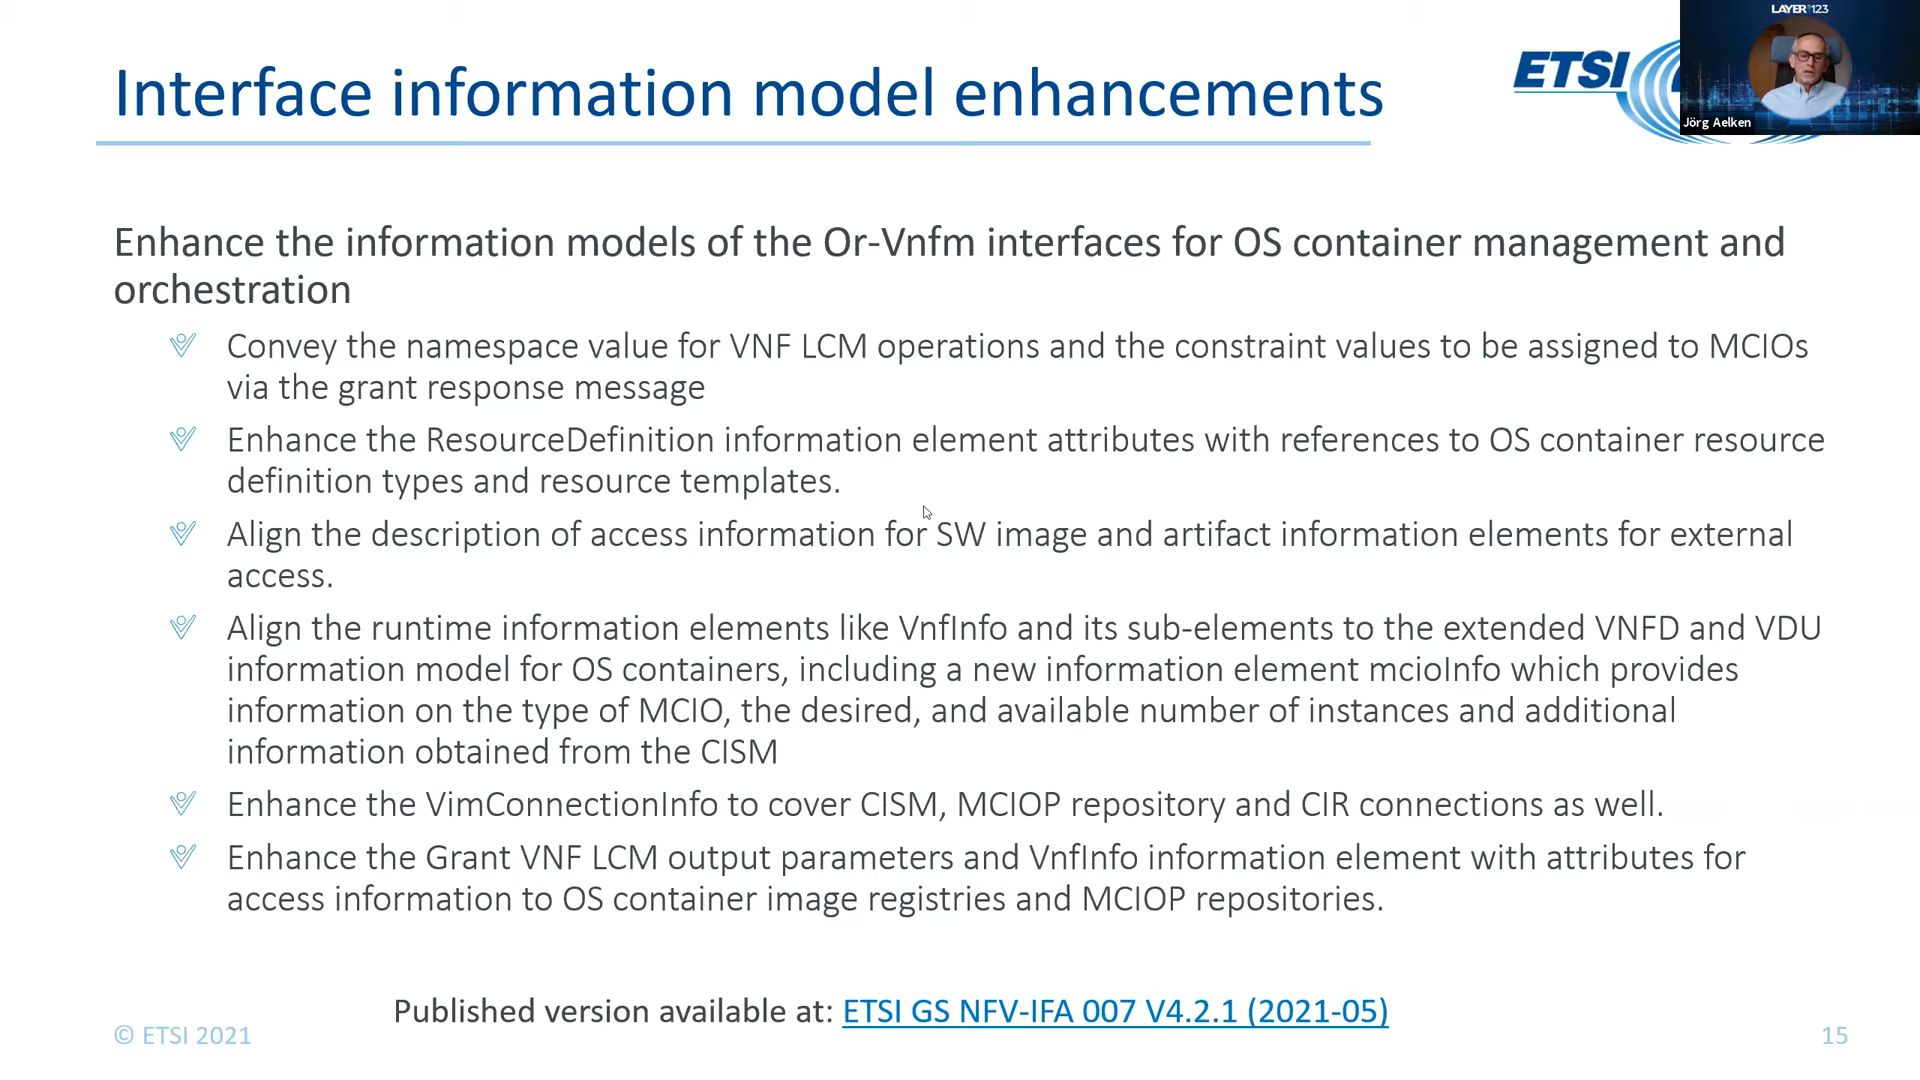 LAYER123
Interface information model enhancements
ETSI
Jörg Aelken
Enhance the information models of the Or-Vnfm interfaces for OS container management and
orchestration
Convey the namespace value for VNF LCM operations and the constraint values to be assigned to MCIOs
via the grant response message
Enhance the ResourceDefinition information element attributes with references to OS container resource
definition types and resource templates.
Align the description of access information for SW image and artifact information elements for external
access.
Align the runtime information elements like VnfInfo and its sub-elements to the extended VNFD and VDU
information model for OS containers, including a new information element mcioInfo which provides
information on the type of MCIO, the desired, and available number of instances and additional
information obtained from the CISM
Enhance the VimConnectionInfo to cover CISM, MCIOP repository and CIR connections as well.
Enhance the Grant VNF LCM output parameters and VnfInfo information element with attributes for
access information to OS container image registries and MCIOP repositories.
Published version available at: ETSI GS NFV-IFA 007 V4.2.1 (2021-05)
© ETSI 2021
15